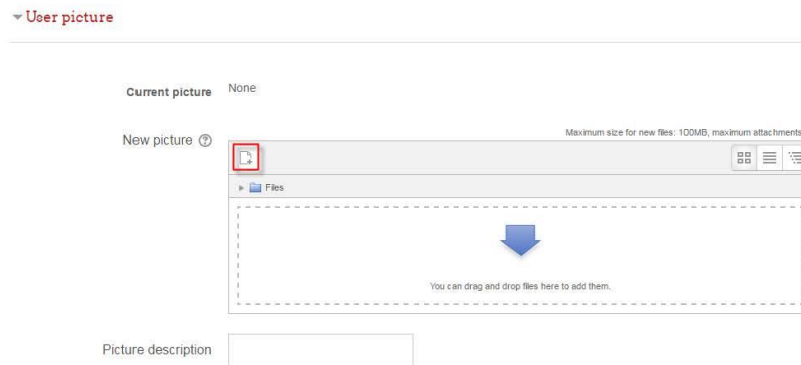 User picture
Current picture None
Maximum size for new files: 100MB, maximum attachments
New picture
Files
You can drag and drop files here to add them.
Picture description